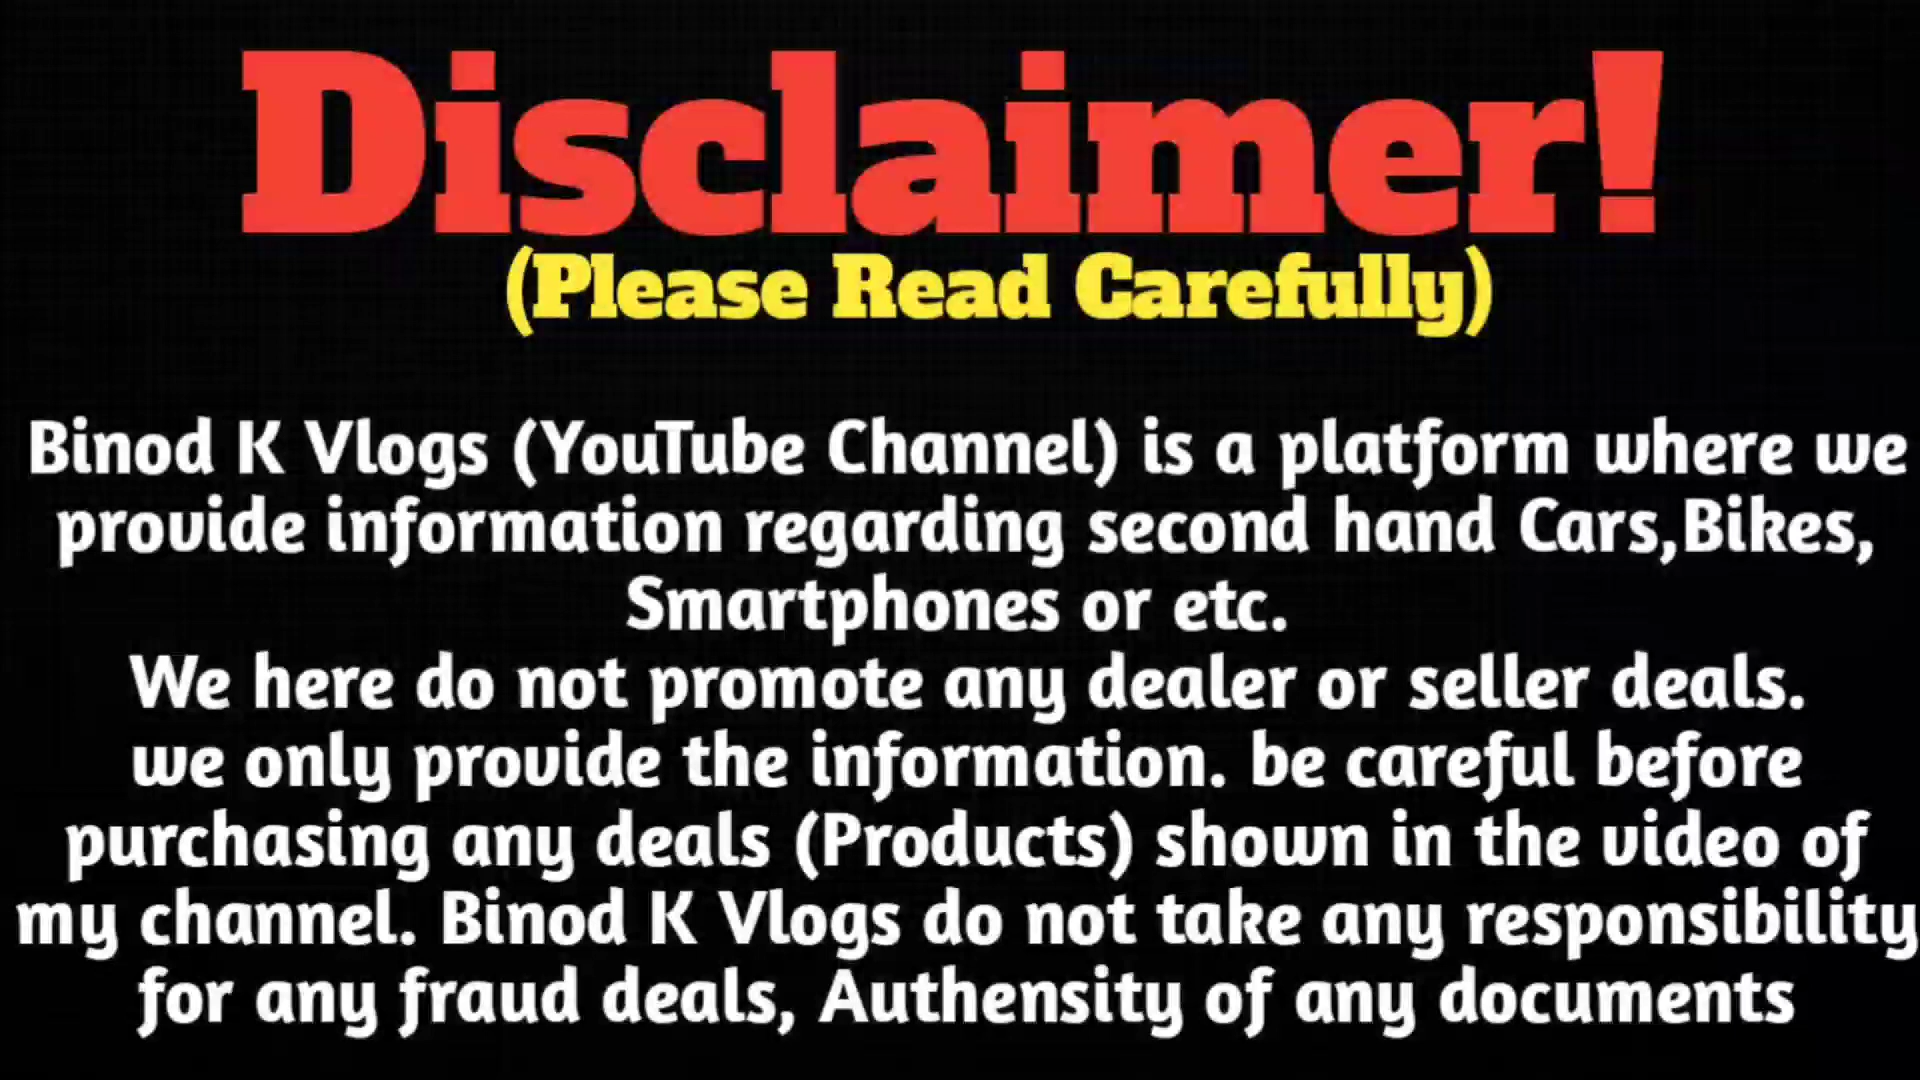 Disclaimer!
(Please Read Carefully)
Binod K Vlogs (YouTube Channel) is a platform where we
provide information regarding second hand Cars,Bikes,
Smartphones or etc.
We here do not promote any dealer or seller deals.
we only provide the information. be careful before
purchasing any deals (Products) shown in the video of
my channel. Binod K Vlogs do not take any responsibility
for any fraud deals, Authensity of any documents